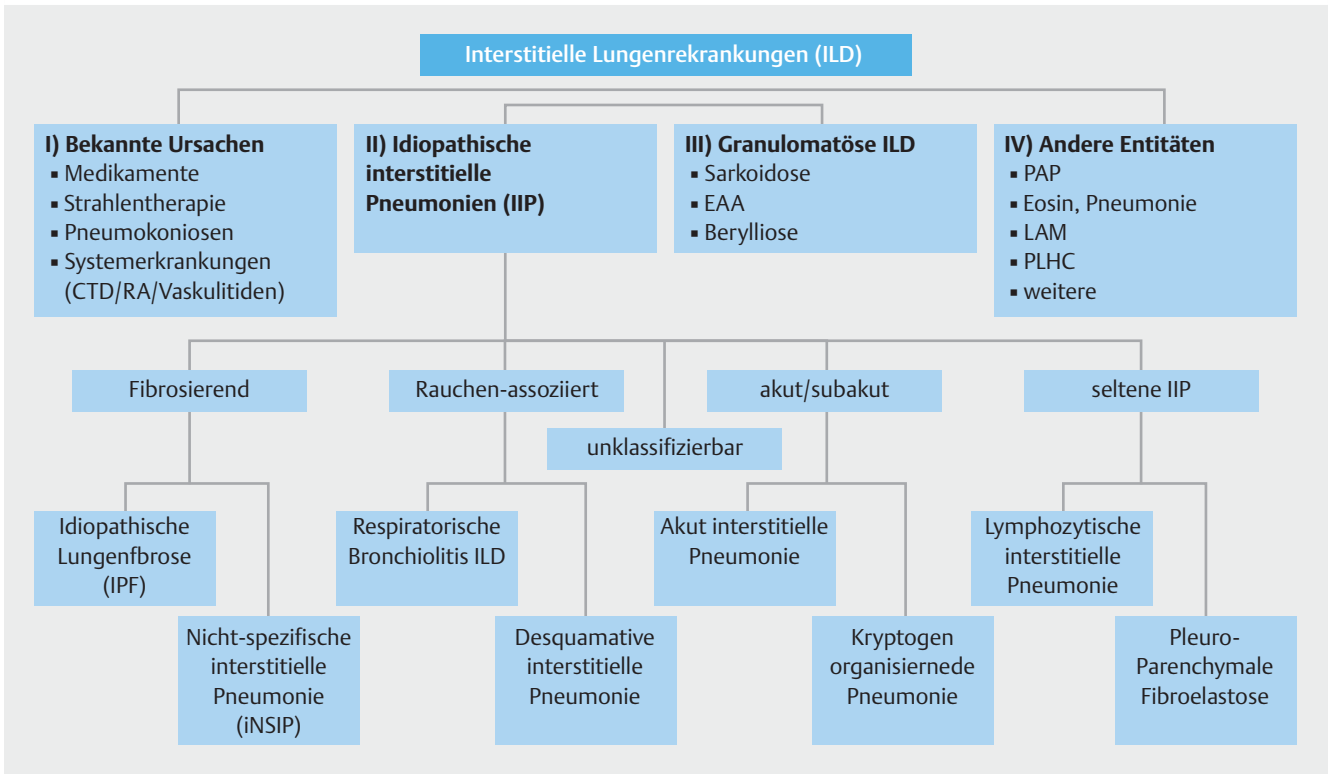 Interstitielle Lungenrekrankungen (ILD)
I) Bekannte Ursachen
▪ Medikamente
▪ Strahlentherapie
▪ Pneumokoniosen
▪ Systemerkrankungen
(CTD/RA/Vaskulitiden)
II) Idiopathische
interstitielle
Pneumonien (IIP)
III) Granulomatöse ILD
▪ Sarkoidose
▪ EAA
▪ Berylliose
IV) Andere Entitäten
▪ PAP
▪ Eosin, Pneumonie
▪ LAM
▪ PLHC
▪ weitere
Fibrosierend
Rauchen-assoziiert
unklassifizierbar
akut/subakut
seltene IIP
Idiopathische
Lungenfbrose
(IPF)
Nicht-spezifische
interstitielle
Pneumonie
(iNSIP)
Respiratorische
Bronchiolitis ILD
Desquamative
interstitielle
Pneumonie
Akut interstitielle
Pneumonie
Kryptogen
organisiernede
Pneumonie
Lymphozytische
interstitielle
Pneumonie
Pleuro-
Parenchymale
Fibroelastose